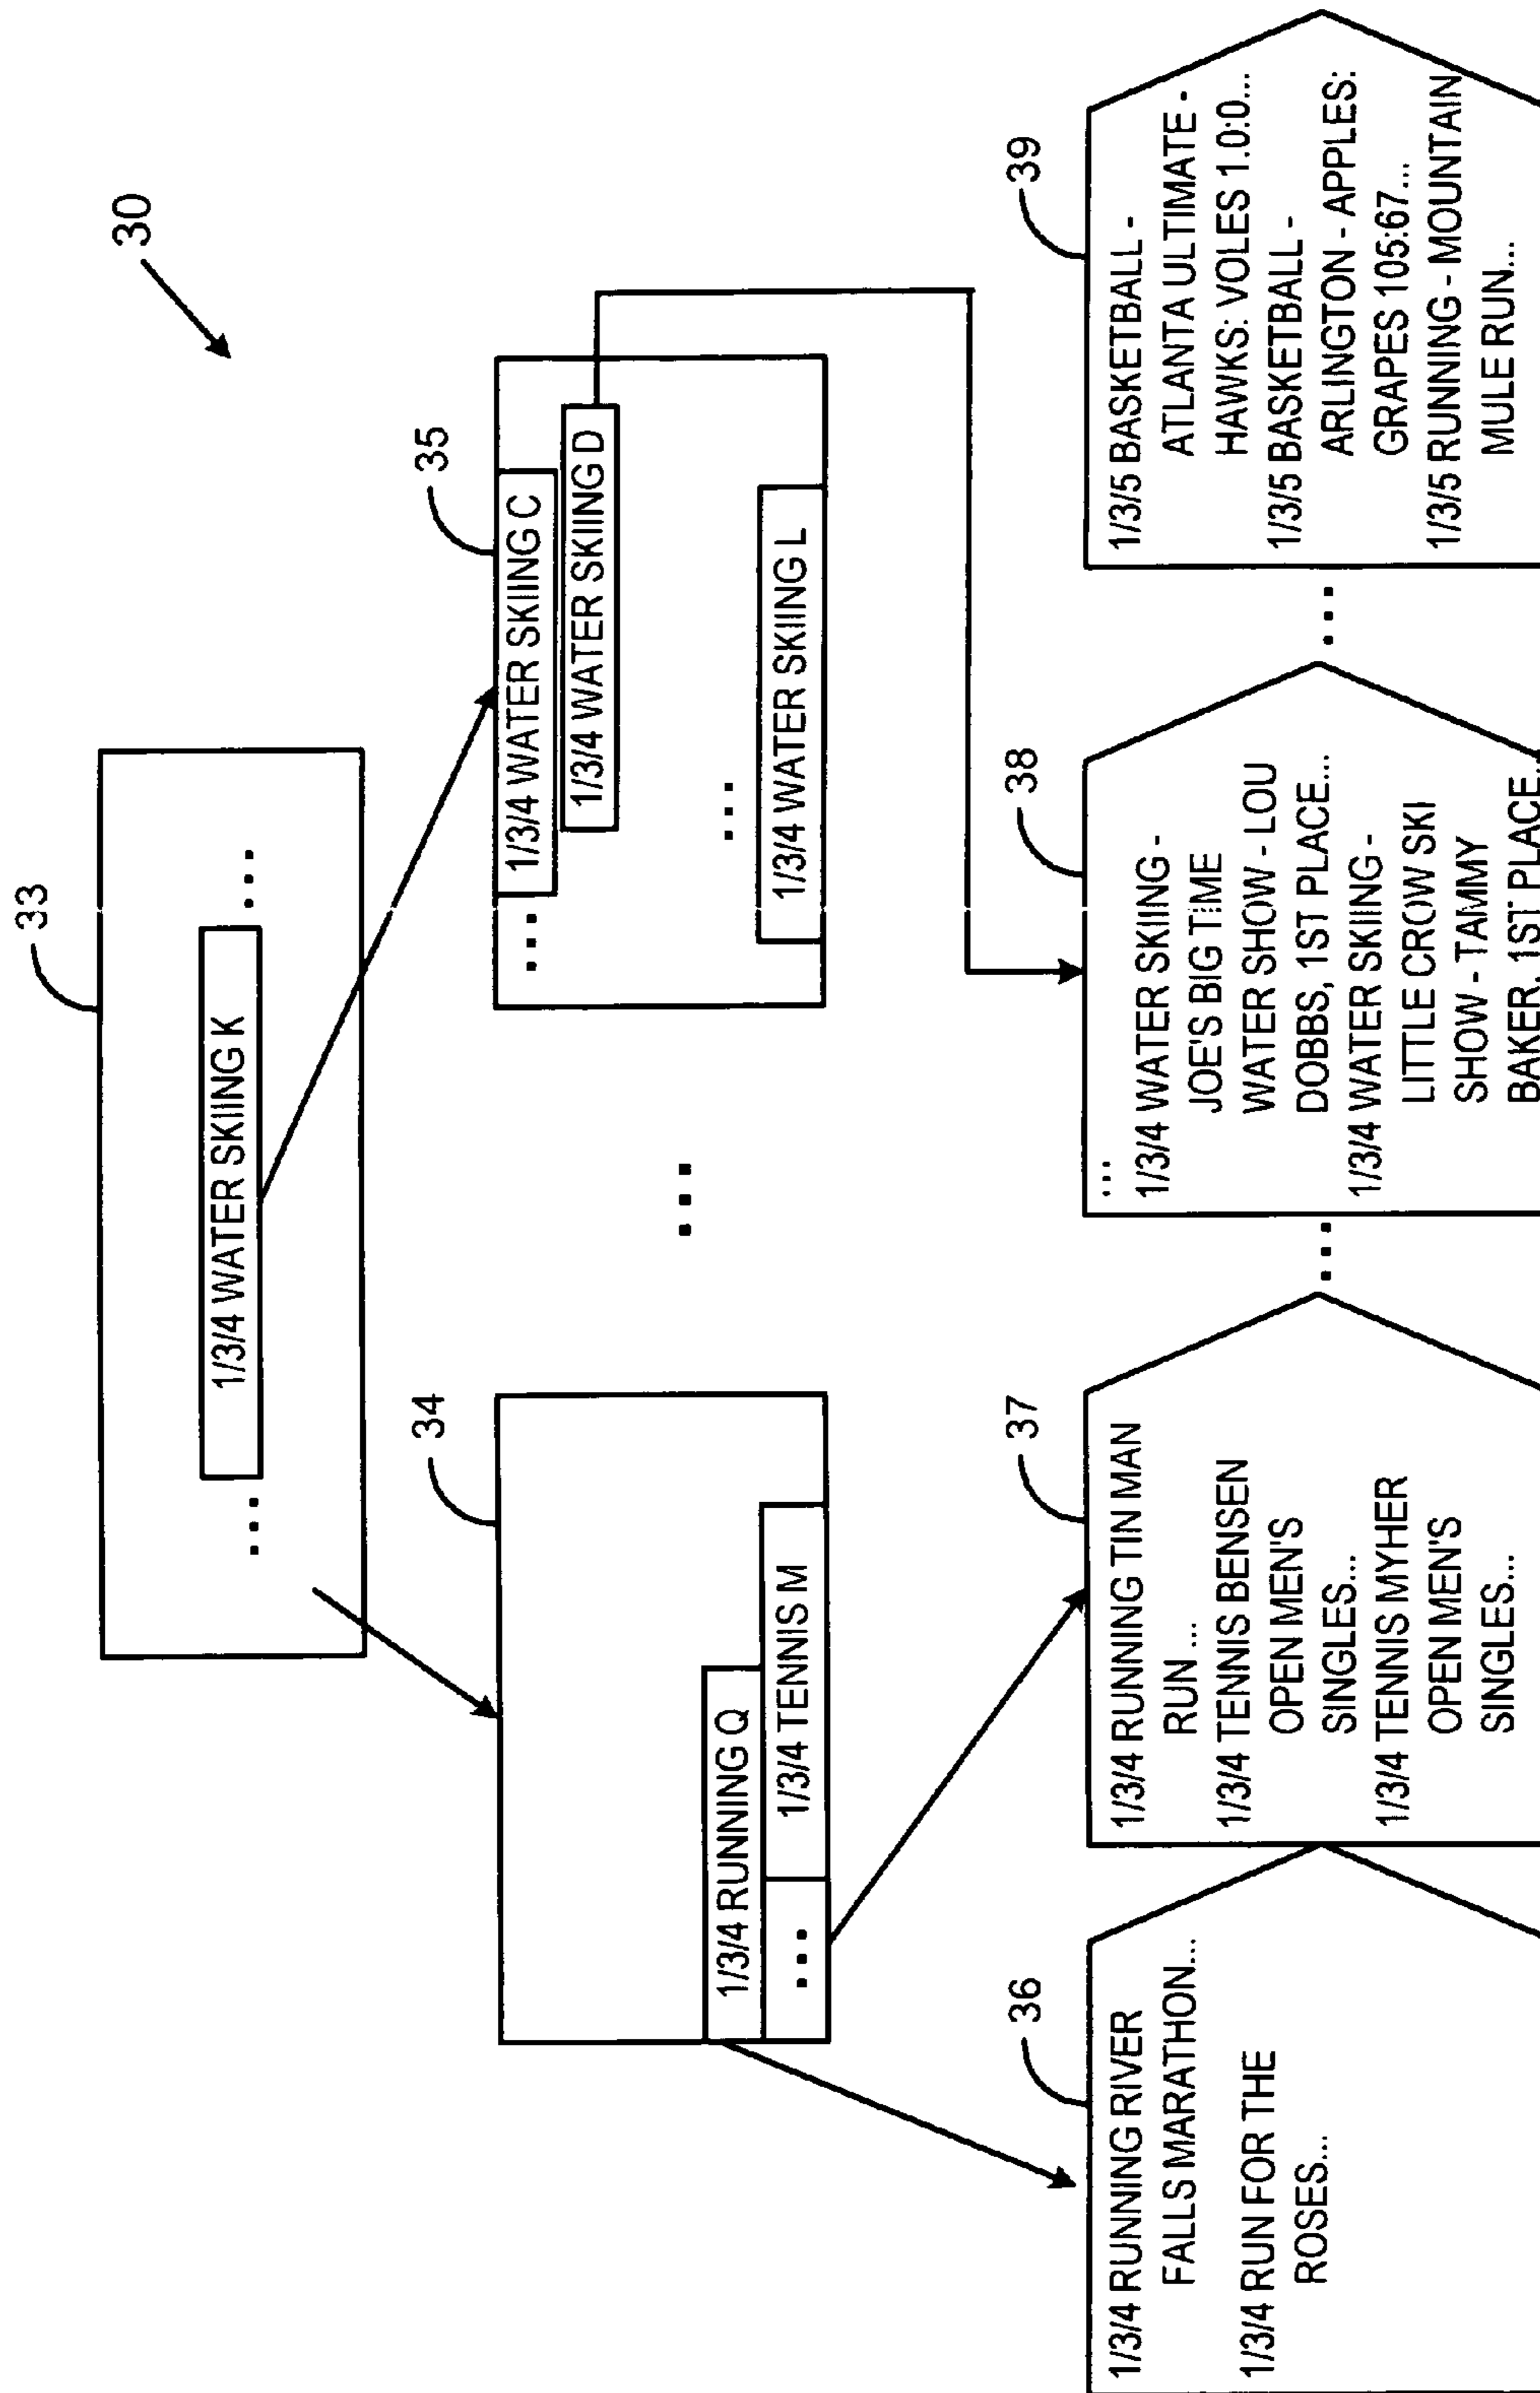 30
33
...
1/3/4 WATER SKIING K
...
34
1/3/4 RUNNING Q
...
1/3/4 TENNIS M
...
35
...
1/3/4 WATER SKIING C
1/3/4 WATER SKIING D
...
1/3/4 WATER SKIING L
36
1/3/4 RUNNING RIVER
FALLS MARATHON...
1/3/4 RUN FOR THE
ROSES...
37
1/3/4 RUNNING TIN MAN
RUN ...
1/3/4 TENNIS BENSEN
OPEN MEN'S
SINGLES...
1/3/4 TENNIS MYHER
OPEN MEN'S
SINGLES...
...
38
...
1/3/4 WATER SKIING -
JOE'S BIG TIME
WATER SHOW - LOU
DOBBS, 1ST PLACE...
1/3/4 WATER SKIING -
LITTLE CROW SKI
SHOW - TAMMY
BAKER, 1ST PLACE...
...
39
1/3/5 BASKETBALL -
ATLANTA ULTIMATE -
HAWKS: VOLES 1.0:0...
1/3/5 BASKETBALL -
ARLINGTON - APPLES:
GRAPES 105:67...
1/3/5 RUNNING - MOUNTAIN
MULE RUN...